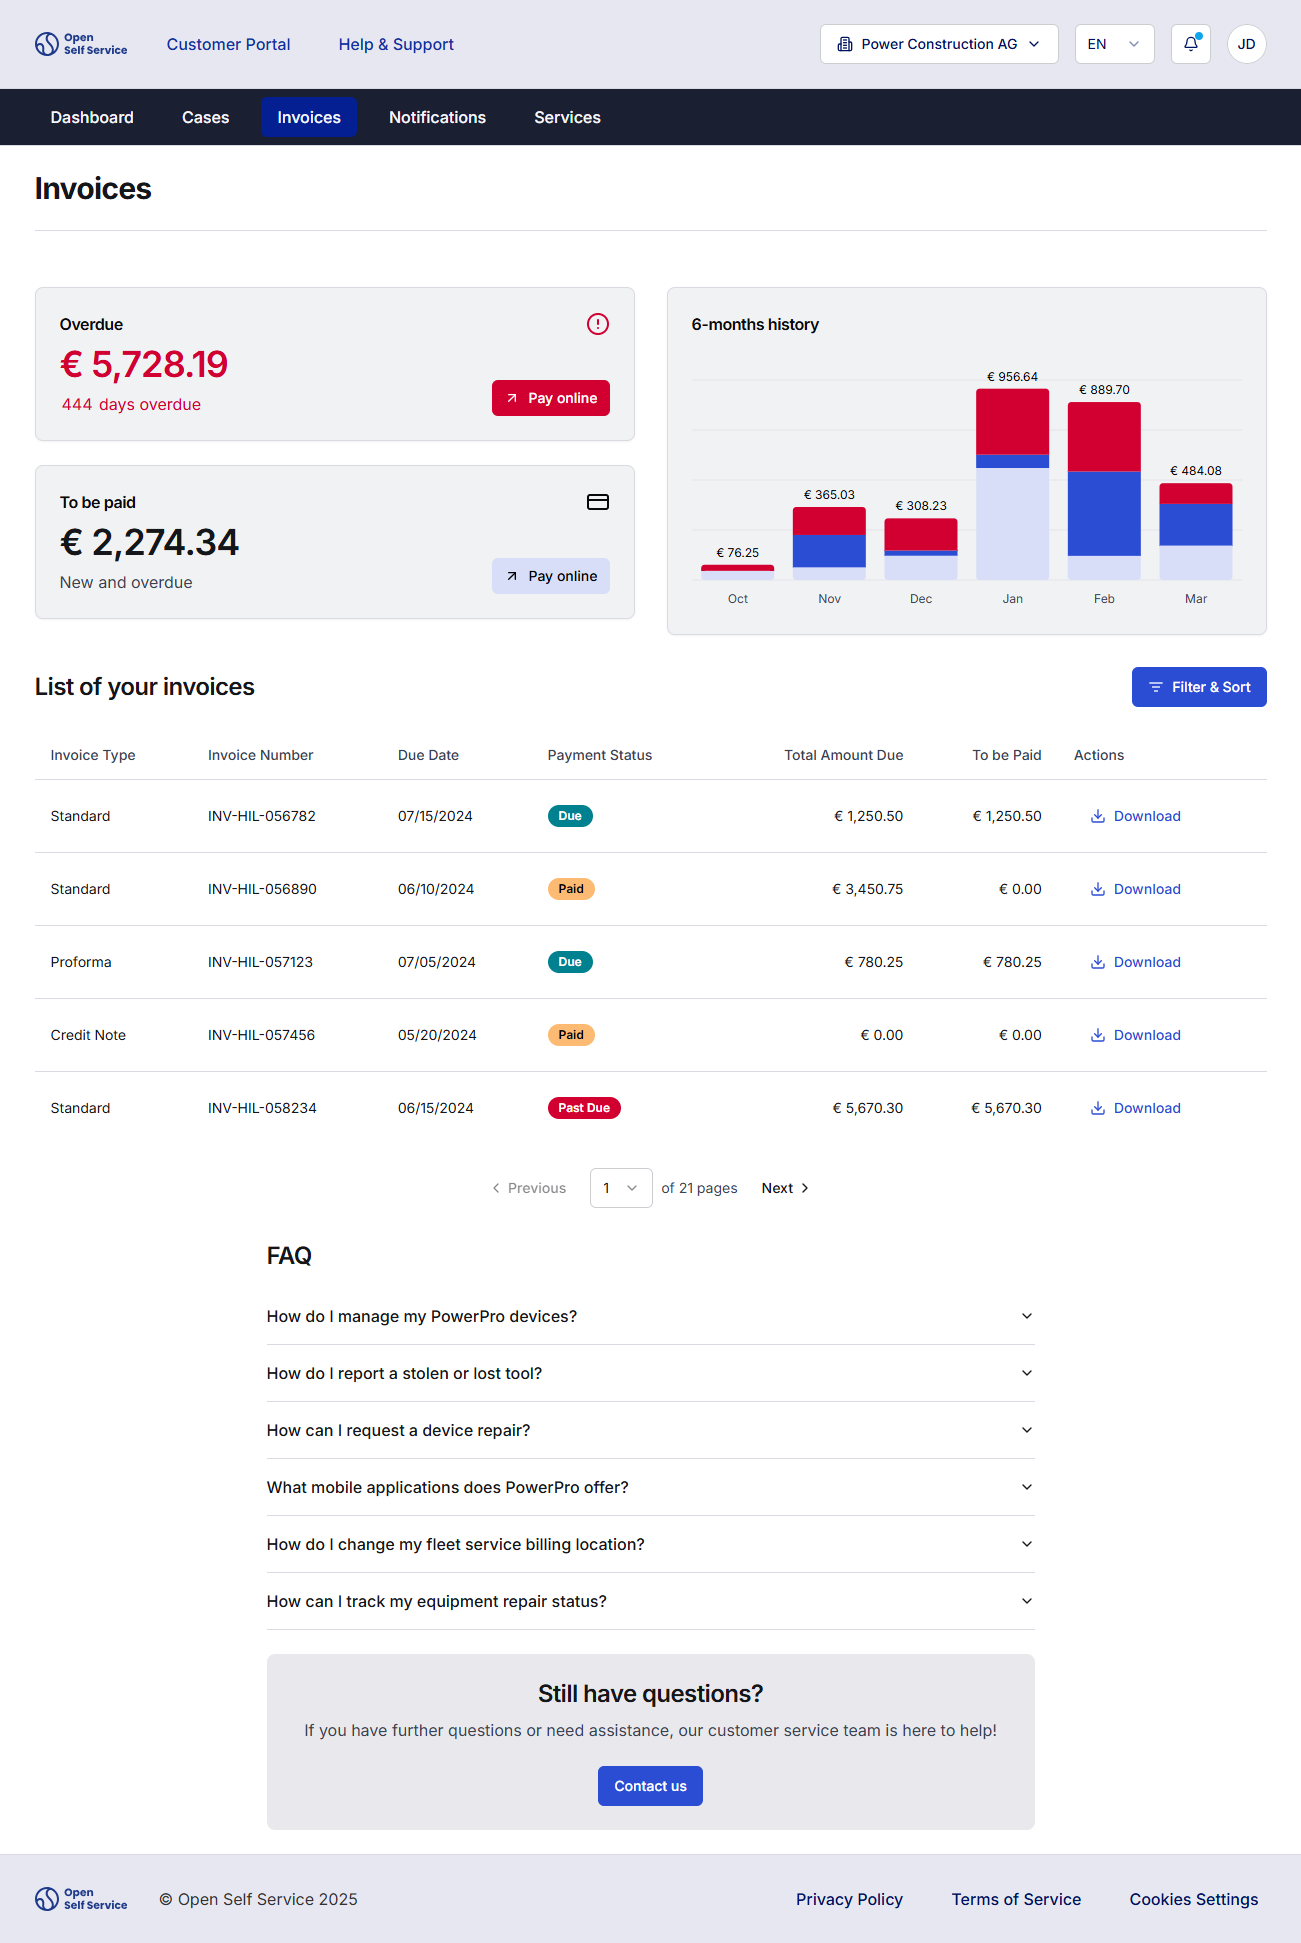 Open
Self Service
Customer Portal
Help & Support
Power Construction AG
EN
JD
Dashboard
Cases
Invoices
Notifications
Services
Invoices
Overdue
€ 5,728.19
444 days overdue
Pay online
To be paid
€ 2,274.34
New and overdue
Pay online
6-months history
€ 76.25
€ 365.03
€ 308.23
€ 956.64
€ 889.70
€ 484.08
Oct
Nov
Dec
Jan
Feb
Mar
List of your invoices
Filter & Sort
Invoice Type
Invoice Number
Due Date
Payment Status
Total Amount Due
To be Paid
Actions
Standard
INV-HIL-056782
07/15/2024
Due
€ 1,250.50
€ 1,250.50
Download
Standard
INV-HIL-056890
06/10/2024
Paid
€ 3,450.75
€ 0.00
Download
Proforma
INV-HIL-057123
07/05/2024
Due
€ 780.25
€ 780.25
Download
Credit Note
INV-HIL-057456
05/20/2024
Paid
€ 0.00
€ 0.00
Download
Standard
INV-HIL-058234
06/15/2024
Past Due
€ 5,670.30
€ 5,670.30
Download
Previous
1
of 21 pages
Next
FAQ
How do I manage my PowerPro devices?
How do I report a stolen or lost tool?
How can I request a device repair?
What mobile applications does PowerPro offer?
How do I change my fleet service billing location?
How can I track my equipment repair status?
Still have questions?
If you have further questions or need assistance, our customer service team is here to help!
Contact us
Open
Self Service
© Open Self Service 2025
Privacy Policy
Terms of Service
Cookies Settings